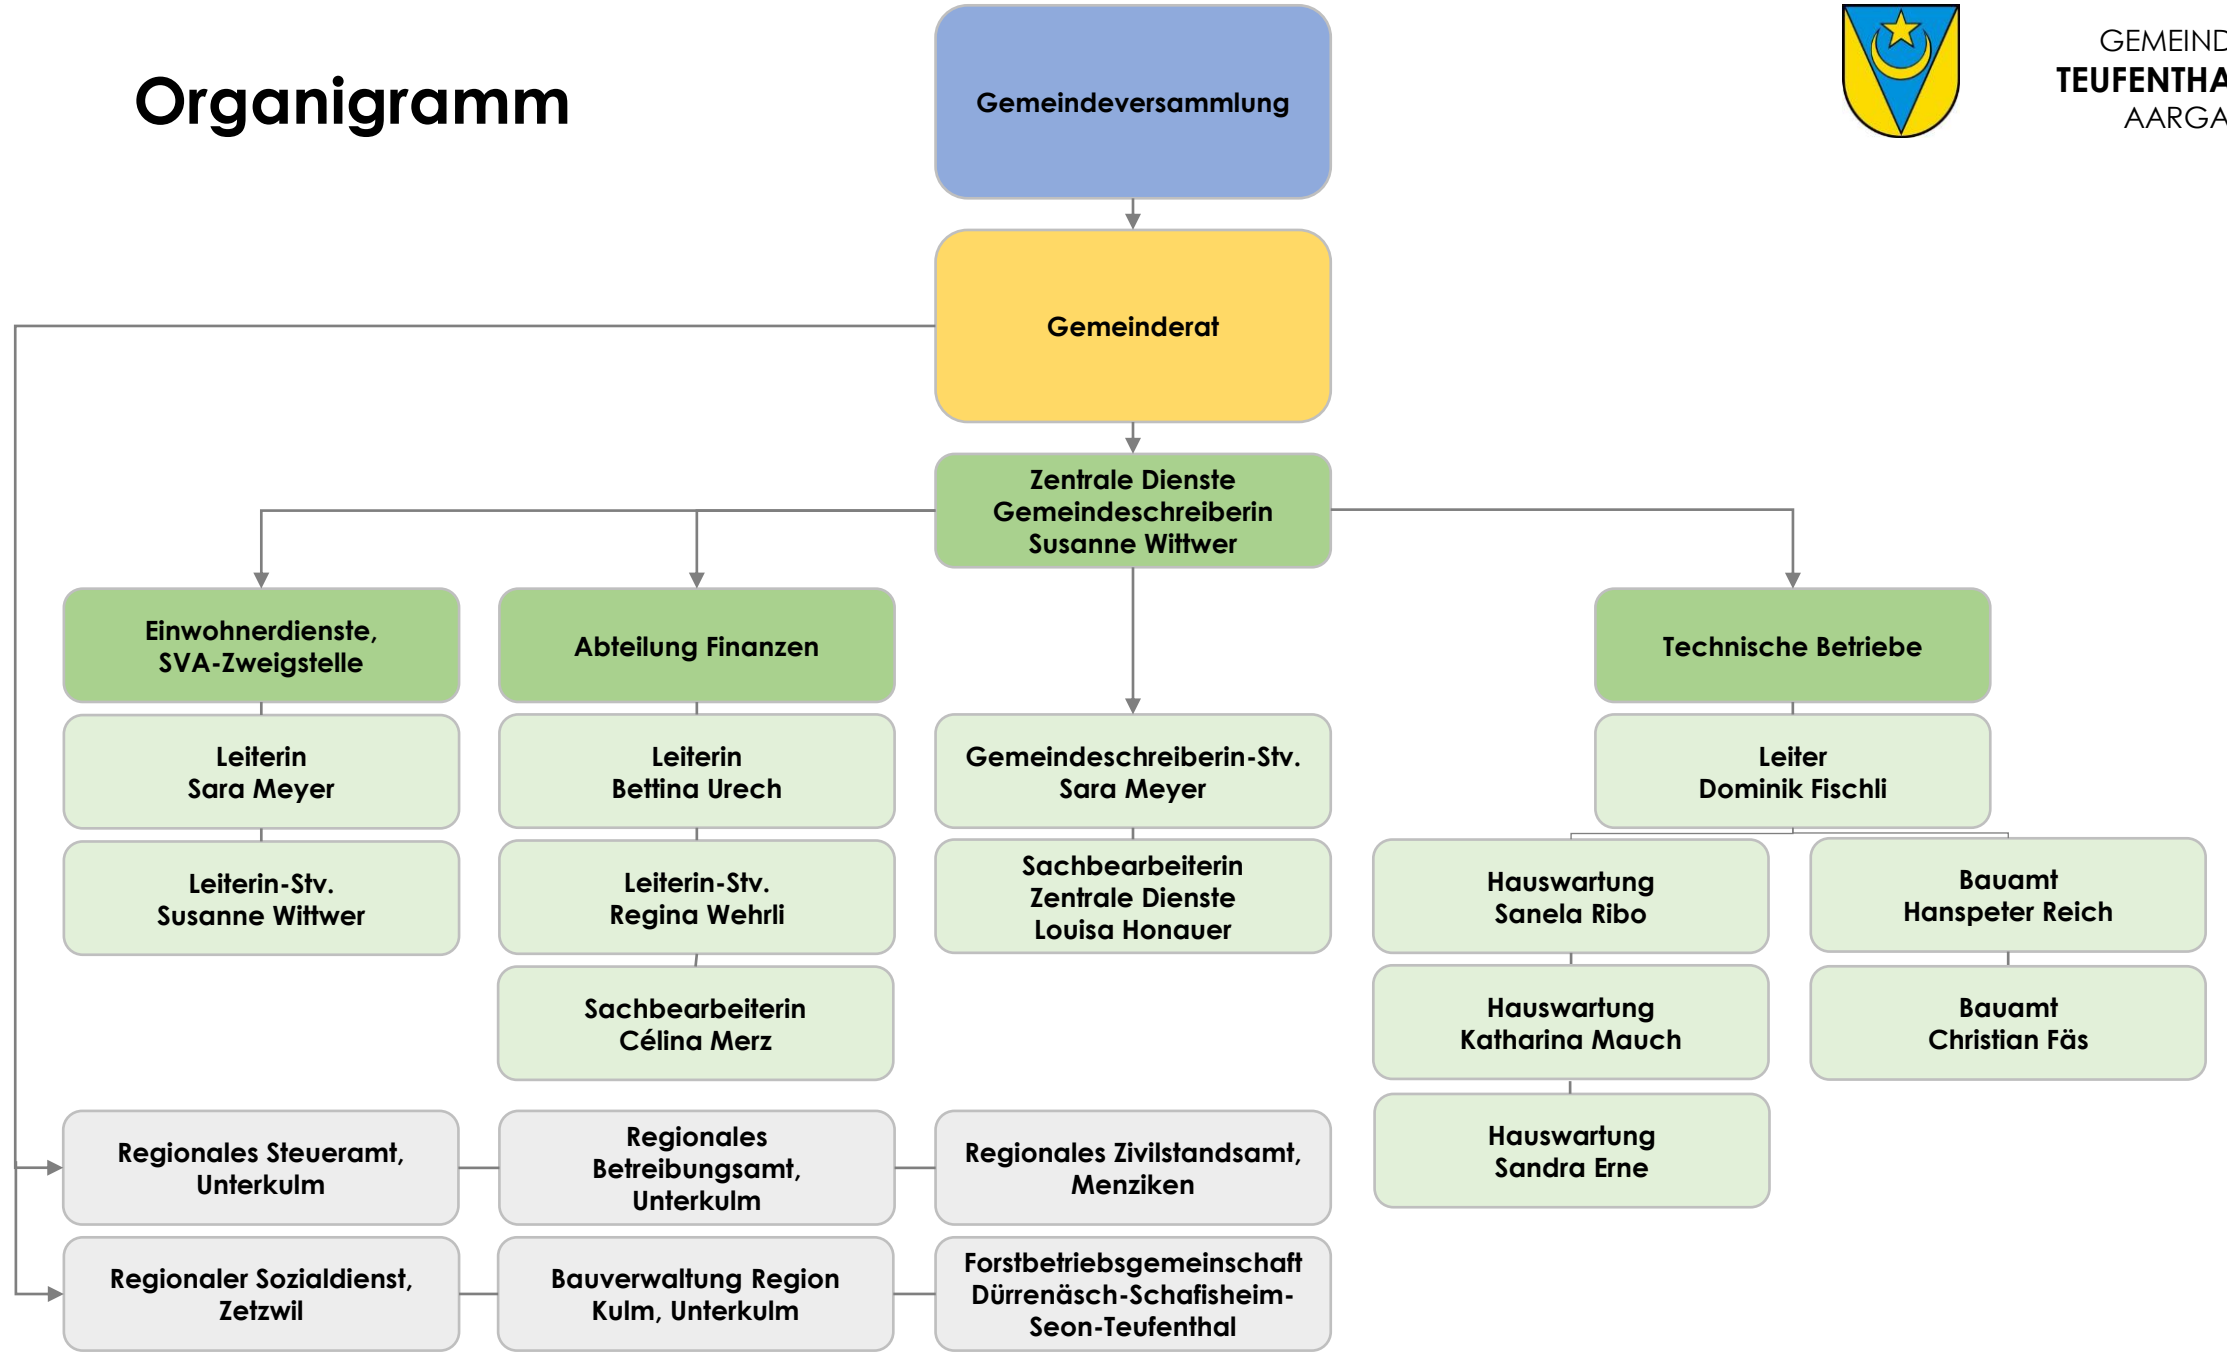 Organigramm
Gemeindeversammlung
TEUFENTHA
Gemeinderat
Zentrale Dienste
Gemeindeschreiberin
Susanne Wittwer
Einwohnerdienste,
SVA-Zweigstelle
Abteilung Finanzen
Technische Betriebe
Leiterin
Sara Meyer
Leiterin
Bettina Urech
Gemeindeschreiberin-Stv.
Sara Meyer
Leiter
Dominik Fischli
Leiterin-Stv.
Susanne Wittwer
Leiterin-Stv.
Regina Wehrli
Sachbearbeiterin
Zentrale Dienste
Louisa Honauer
Hauswartung
Sanela Ribo
Bauamt
Hanspeter Reich
Sachbearbeiterin
Célina Merz
Hauswartung
Katharina Mauch
Bauamt
Christian Fäs
Hauswartung
Sandra Erne
Regionales Steueramt,
Unterkulm
Regionales
Betreibungsamt,
Unterkulm
Regionales Zivilstandsamt,
Menziken
Regionaler Sozialdienst,
Zetzwil
Bauverwaltung Region
Kulm, Unterkulm
Forstbetriebsgemeinschaft
Dürrenäsch-Schafisheim-
Seon-Teufenthal